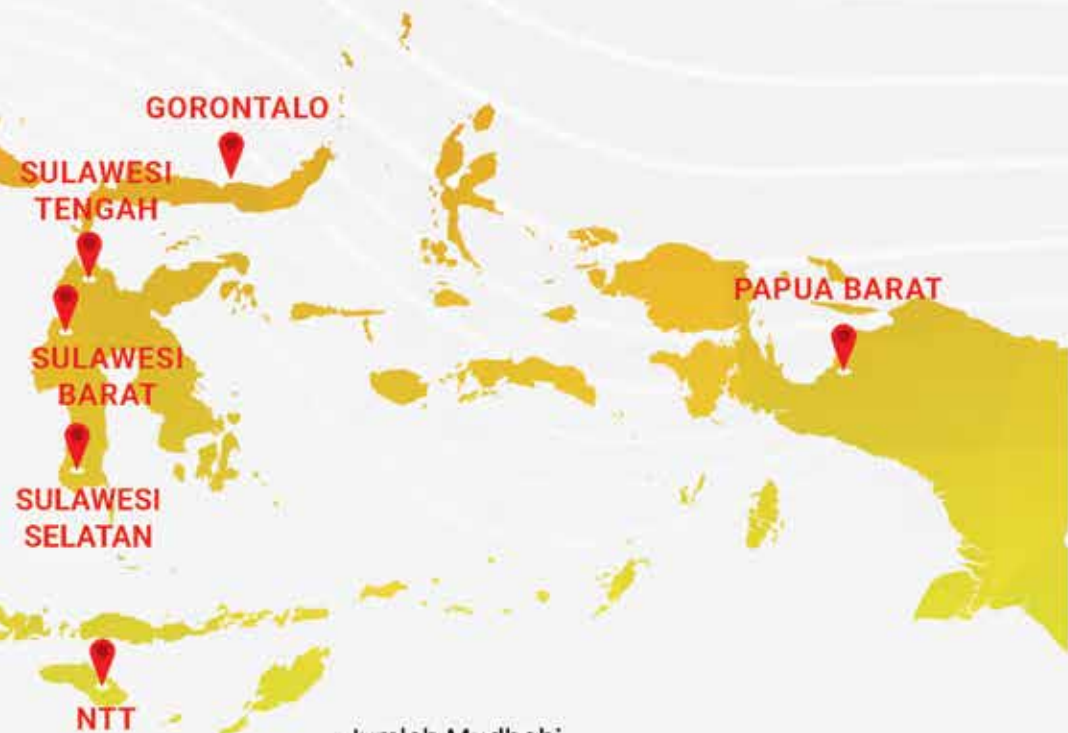 GORONTALO
SULAWESI
TENGAH
PAPUA BARAT
SULAWESI
BARAT
SULAWESI
SELATAN
NTT